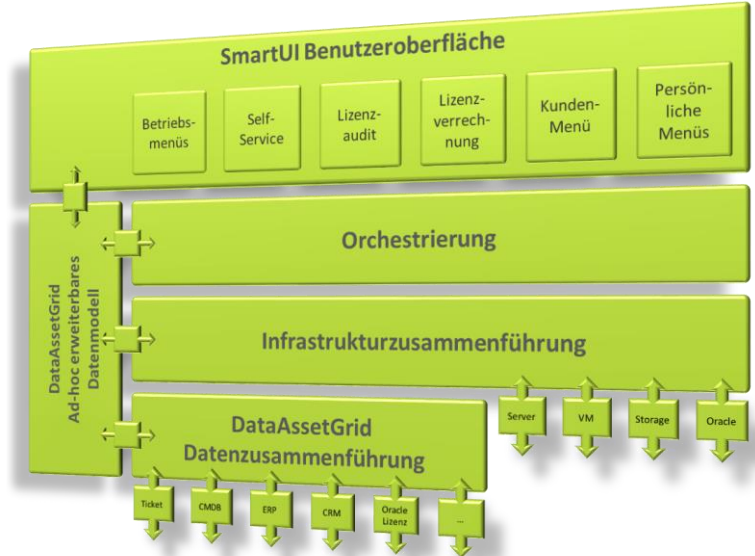 SmartUI Benutzeroberfläche
Betriebs-
menüs
Self-
Service
Lizenz-
audit
Lizenz-
verrech-
nung
Kunden-
Menü
Persön-
liche
Menüs
DataAssetGrid
Ad-hoc erweiterbares
Datenmodell
Orchestrierung
Infrastrukturzusammenführung
Server
VM
Storage
Oracle
DataAssetGrid
Datenzusammenführung
Ticket
CMDB
ERP
CRM
Oracle
Lizenz
...